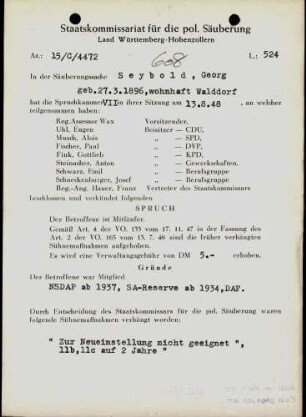 Staatskommissariat für die pol. Säuberung
Land Württemberg-Hohenzollern
Az.: 15/C/4472
608
L.: 524
In der Säuberungssache Seybold, Georg
geb.27.3.1896,wohnhaft Walddorf
hat die Spruchkammer VII in ihrer Sitzung am 13.8.48 , an welcher
teilgenommen haben:
Reg.Assessor Wax Vorsitzender,
Uhl, Eugen Beisitzer — CDU,
Mosch, Alois „ — SPD,
Fischer, Paul „ — DVP,
Fink, Gottlieb „ — KPD,
Steinacher, Anton „ — Gewerkschaften.
Schwarz, Emil „ — Berufsgruppe
Schneckenburger, Josef „ — Berufsgruppe
Reg.-Ang. Haser, Franz Vertreter des Staatskommissars
beschlossen und verkündet folgenden
SPRUCH
Der Betroffene ist Mitläufer.
Gemäß Art. 4 der VO. 133 vom 17. 11. 47 in der Fassung des
Art. 2 der VO. 165 vom 13. 7. 48 sind die früher verhängten
Sühnemaßnahmen aufgehoben.
Es wird eine Verwaltungsgebühr von DM 5.- erhoben.
Gründe
Der Betroffene war Mitglied
NSDAP ab 1937, SA-Reserve ab 1934,DAF.
Durch Entscheidung des Staatskommissars für die pol. Säuberung waren
folgende Sühnemaßnahmen verhängt worden:
" Zur Neueinstellung nicht geeignet ",
11b,11c auf 2 Jahre "